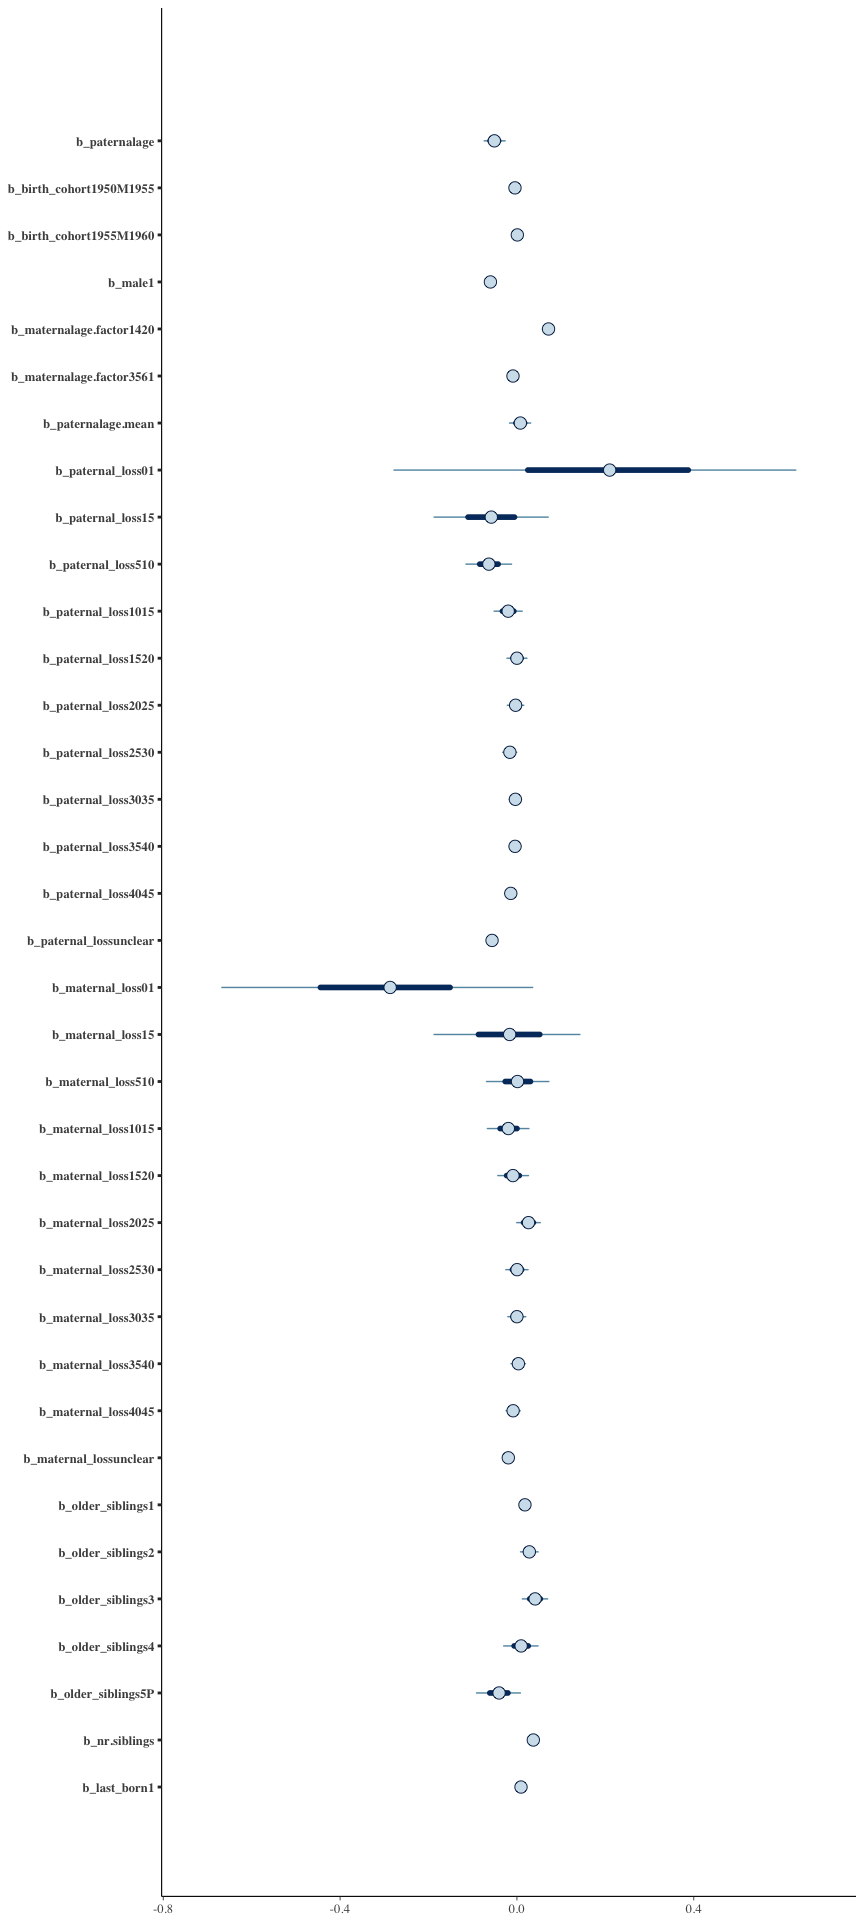 b_paternalage
b_birth_cohort1950M1955
b_birth_cohort1955M1960
b_male1
b_maternalage.factor1420
b_maternalage.factor3561
b_paternalage.mean
b_paternal_loss01
b_paternal_loss15
b_paternal_loss510
b_paternal_loss1015
b_paternal_loss1520
b_paternal_loss2025
b_paternal_loss2530
b_paternal_loss3035
b_paternal_loss3540
b_paternal_loss4045
b_paternal_lossunclear
b_maternal_loss01
b_maternal_loss15
b_maternal_loss510
b_maternal_loss1015
b_maternal_loss1520
b_maternal_loss2025
b_maternal_loss2530
b_maternal_loss3035
b_maternal_loss3540
b_maternal_loss4045
b_maternal_lossunclear
b_older_siblings1
b_older_siblings2
b_older_siblings3
b_older_siblings4
b_older_siblings5P
b_nr.siblings
b_last_born1
-0.8 -0.4 0.0 0.4